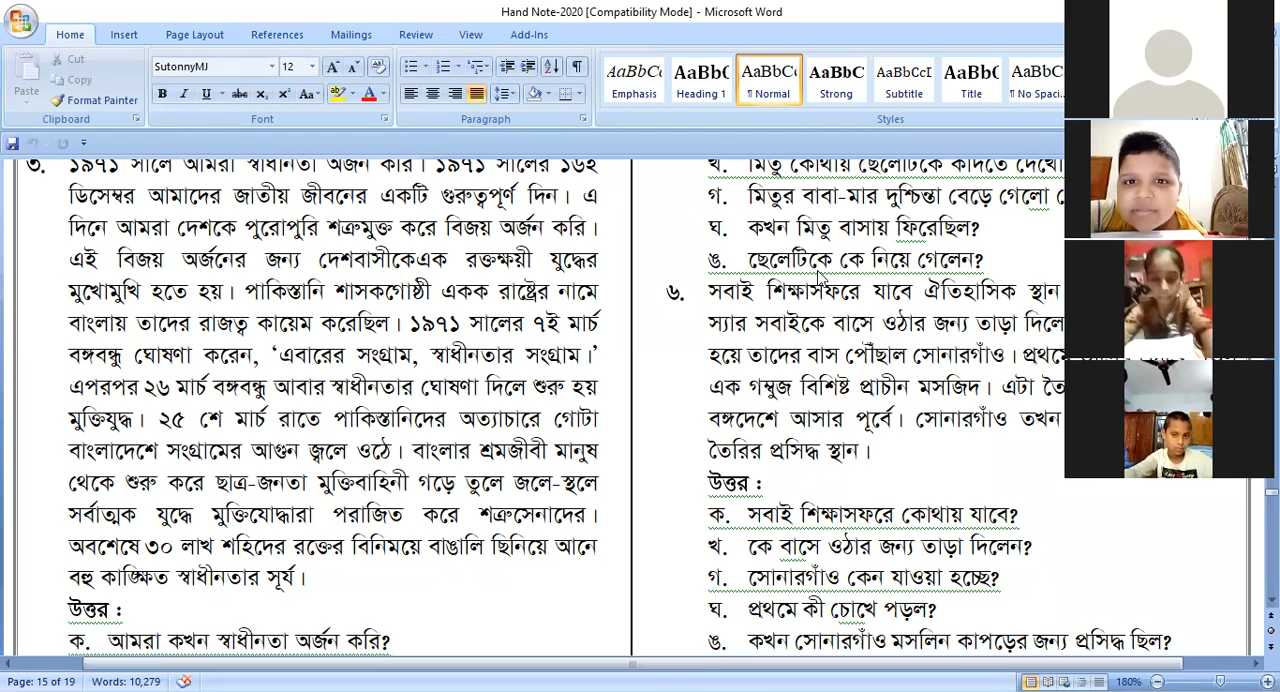 Hand Note-2020 [Compatibility Mode] - Microsoft Word
Home Insert Page Layout References Mailings Review View Add-Ins
Cut
Copy
Paste
Format Painter
Clipboard
SutonnyMJ 12
Font
Paragraph
AaBbCc AaBbC AaBbCc AaBbC AaBbCcI AaBbC AaBbC
Emphasis Heading 1 ¶ Normal Strong Subtitle Title ¶ No Spaci...
Styles
৩. ১৯৭১ সালে আমরা স্বাধীনতা অর্জন করি। ১৯৭১ সালের ১৬ই
ডিসেম্বর আমাদের জাতীয় জীবনের একটি গুরুত্বপূর্ণ দিন। এ
দিনে আমরা দেশকে পুরোপুরি শত্রুমুক্ত করে বিজয় অর্জন করি।
এই বিজয় অর্জনের জন্য দেশবাসীকেএক রক্তক্ষয়ী যুদ্ধের
মুখোমুখি হতে হয়। পাকিস্তানি শাসকগোষ্ঠী একক রাষ্ট্রের নামে
বাংলায় তাদের রাজত্ব কায়েম করেছিল। ১৯৭১ সালের ৭ই মার্চ
বঙ্গবন্ধু ঘোষণা করেন, ‘এবারের সংগ্রাম, স্বাধীনতার সংগ্রাম।’
এপরপর ২৬ মার্চ বঙ্গবন্ধু আবার স্বাধীনতার ঘোষণা দিলে শুরু হয়
মুক্তিযুদ্ধ। ২৫ শে মার্চ রাতে পাকিস্তানিদের অত্যাচারে গোটা
বাংলাদেশে সংগ্রামের আগুন জ্বলে ওঠে। বাংলার শ্রমজীবী মানুষ
থেকে শুরু করে ছাত্র-জনতা মুক্তিবাহিনী গড়ে তুলে জলে-স্থলে
সর্বাত্মক যুদ্ধে মুক্তিযোদ্ধারা পরাজিত করে শত্রুসেনাদের।
অবশেষে ৩০ লাখ শহিদের রক্তের বিনিময়ে বাঙালি ছিনিয়ে আনে
বহু কাঙ্ক্ষিত স্বাধীনতার সূর্য।
উত্তর :
ক. আমরা কখন স্বাধীনতা অর্জন করি?
খ. মিতু কোথায় ছেলেটিকে কাঁদতে
গ. মিতুর বাবা-মার দুশ্চিন্তা বেড়ে গেলো
ঘ. কখন মিতু বাসায় ফিরেছিল?
ঙ. ছেলেটিকে কে নিয়ে গেলেন?
৬. সবাই শিক্ষাসফরে যাবে ঐতিহাসিক স্থান
স্যার সবাইকে বাসে ওঠার জন্য তাড়া দিলে
হয়ে তাদের বাস পৌঁছাল সোনারগাঁও। প্রথমে
এক গম্বুজ বিশিষ্ট প্রাচীন মসজিদ। এটা তৈ
বঙ্গদেশে আসার পূর্বে। সোনারগাঁও তখন
তৈরির প্রসিদ্ধ স্থান।
উত্তর :
ক. সবাই শিক্ষাসফরে কোথায় যাবে?
খ. কে বাসে ওঠার জন্য তাড়া দিলেন?
গ. সোনারগাঁও কেন যাওয়া হচ্ছে?
ঘ. প্রথমে কী চোখে পড়ল?
ঙ. কখন সোনারগাঁও মসলিন কাপড়ের জন্য প্রসিদ্ধ ছিল?
Page: 15 of 19 Words: 10,279 180%